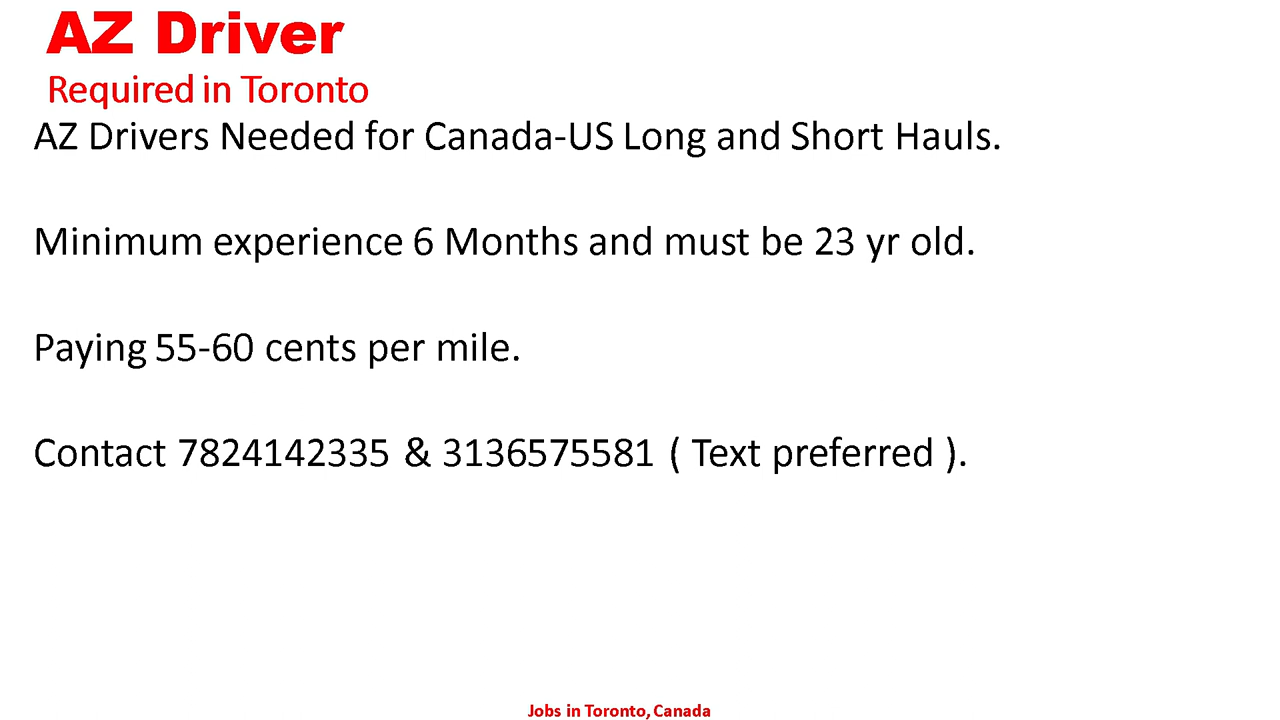 AZ Driver
Required in Toronto
AZ Drivers Needed for Canada-US Long and Short Hauls.
Minimum experience 6 Months and must be 23 yr old.
Paying 55-60 cents per mile.
Contact 7824142335 & 3136575581 ( Text preferred ).
Jobs in Toronto, Canada